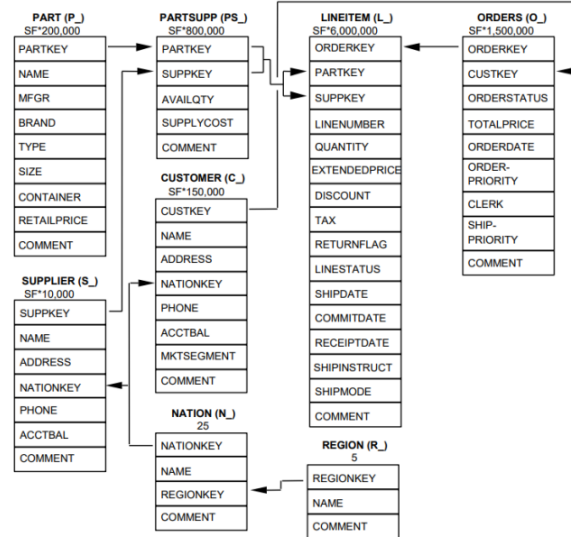 PART (P_)
SF*200,000
PARTKEY
NAME
MFGR
BRAND
TYPE
SIZE
CONTAINER
RETAILPRICE
COMMENT
SUPPLIER (S_)
SF*10,000
SUPPKEY
NAME
ADDRESS
NATIONKEY
PHONE
ACCTBAL
COMMENT
PARTSUPP (PS_)
SF*800,000
PARTKEY
SUPPKEY
AVAILQTY
SUPPLYCOST
COMMENT
CUSTOMER (C_)
SF*150,000
CUSTKEY
NAME
ADDRESS
NATIONKEY
PHONE
ACCTBAL
MKTSEGMENT
COMMENT
NATION (N_)
25
NATIONKEY
NAME
REGIONKEY
COMMENT
LINEITEM (L_)
SF*6,000,000
ORDERKEY
PARTKEY
SUPPKEY
LINENUMBER
QUANTITY
EXTENDEDPRICE
DISCOUNT
TAX
RETURNFLAG
LINESTATUS
SHIPDATE
COMMITDATE
RECEIPTDATE
SHIPINSTRUCT
SHIPMODE
COMMENT
REGION (R_)
5
REGIONKEY
NAME
COMMENT
ORDERS (O_)
SF*1,500,000
ORDERKEY
CUSTKEY
ORDERSTATUS
TOTALPRICE
ORDERDATE
ORDER-
PRIORITY
CLERK
SHIP-
PRIORITY
COMMENT